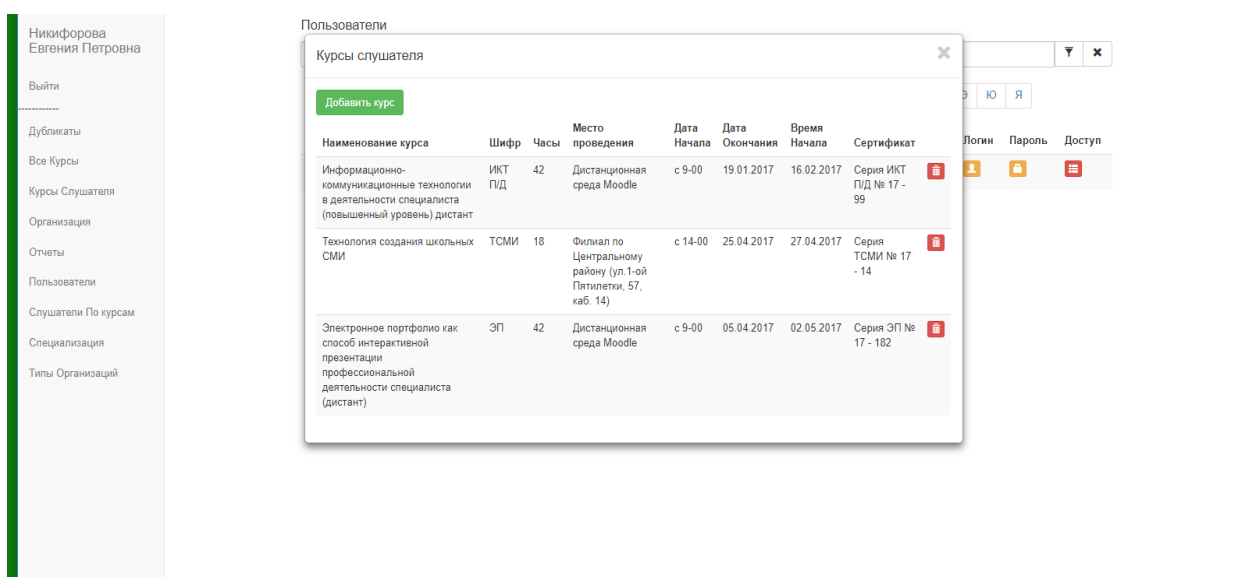 Никифорова
Евгения Петровна
Выйти
------------
Дубликаты
Все Курсы
Курсы Слушателя
Организация
Отчеты
Пользователи
Слушатели По курсам
Специализация
Типы Организаций
Пользователи
Курсы слушателя
Добавить курс
Э Ю Я
Логин Пароль Доступ
Наименование курса Шифр Часы Место проведения Дата Начала Дата Окончания Время Начала Сертификат
Информационно- ИКТ 42 Дистанционная с 9-00 19.01.2017 16.02.2017 Серия ИКТ
коммуникационные технологии П/Д среда Moodle П/Д № 17 -
в деятельности специалиста 99
(повышенный уровень) дистант
Технология создания школьных ТСМИ 18 Филиал по с 14-00 25.04.2017 27.04.2017 Серия
СМИ Центральному ТСМИ № 17
району (ул.1-ой - 14
Пятилетки, 57,
каб. 14)
Электронное портфолио как ЭП 42 Дистанционная с 9-00 05.04.2017 02.05.2017 Серия ЭП №
способ интерактивной среда Moodle 17 - 182
презентации
профессиональной
деятельности специалиста
(дистант)